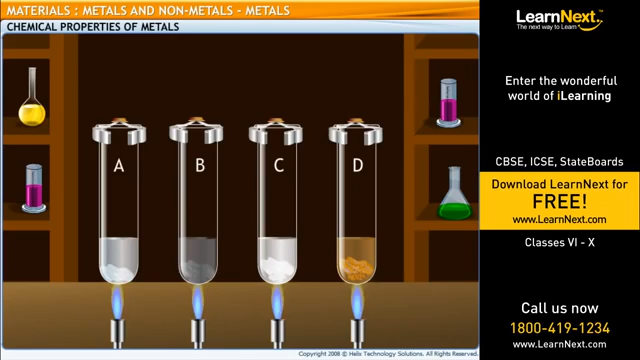 MATERIALS : METALS AND NON-METALS - METALS
CHEMICAL PROPERTIES OF METALS
A
B
C
D
Copyright 2008 © Helix Technology Solutions. All Rights Reserved.
LearnNext
The next way to Learn
Enter the wonderful
world of iLearning
CBSE, ICSE, StateBoards
Download LearnNext for
FREE!
www.LearnNext.com
Classes VI - X
Call us now
1800-419-1234
www.LearnNext.com